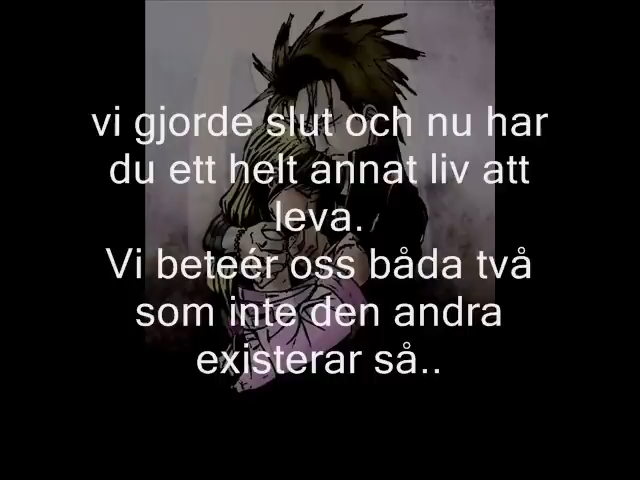 vi gjorde slut och nu har
du ett helt annat liv att
leva.
Vi beteér oss båda två
som inte den andra
existerar så..